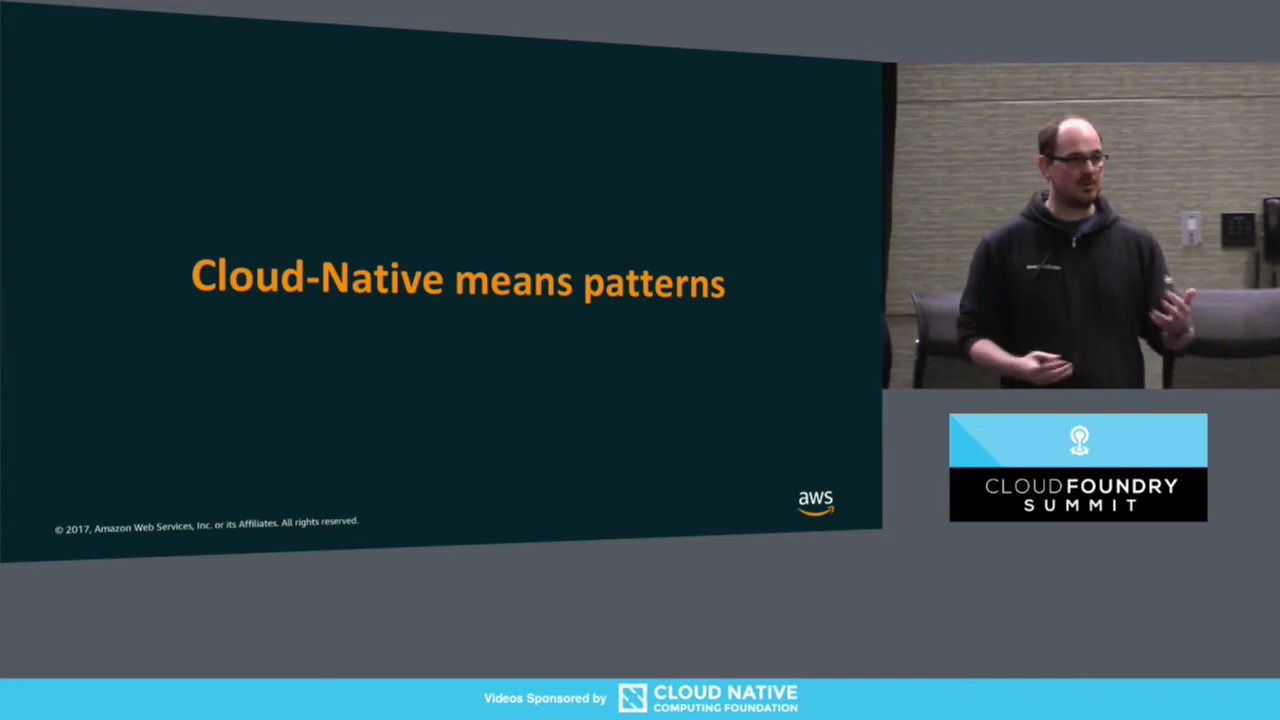 Cloud-Native means patterns
aws
© 2017, Amazon Web Services, Inc. or its Affiliates. All rights reserved.
CLOUDFOUNDRY
SUMMIT
Videos Sponsored by
CLOUD NATIVE
COMPUTING FOUNDATION